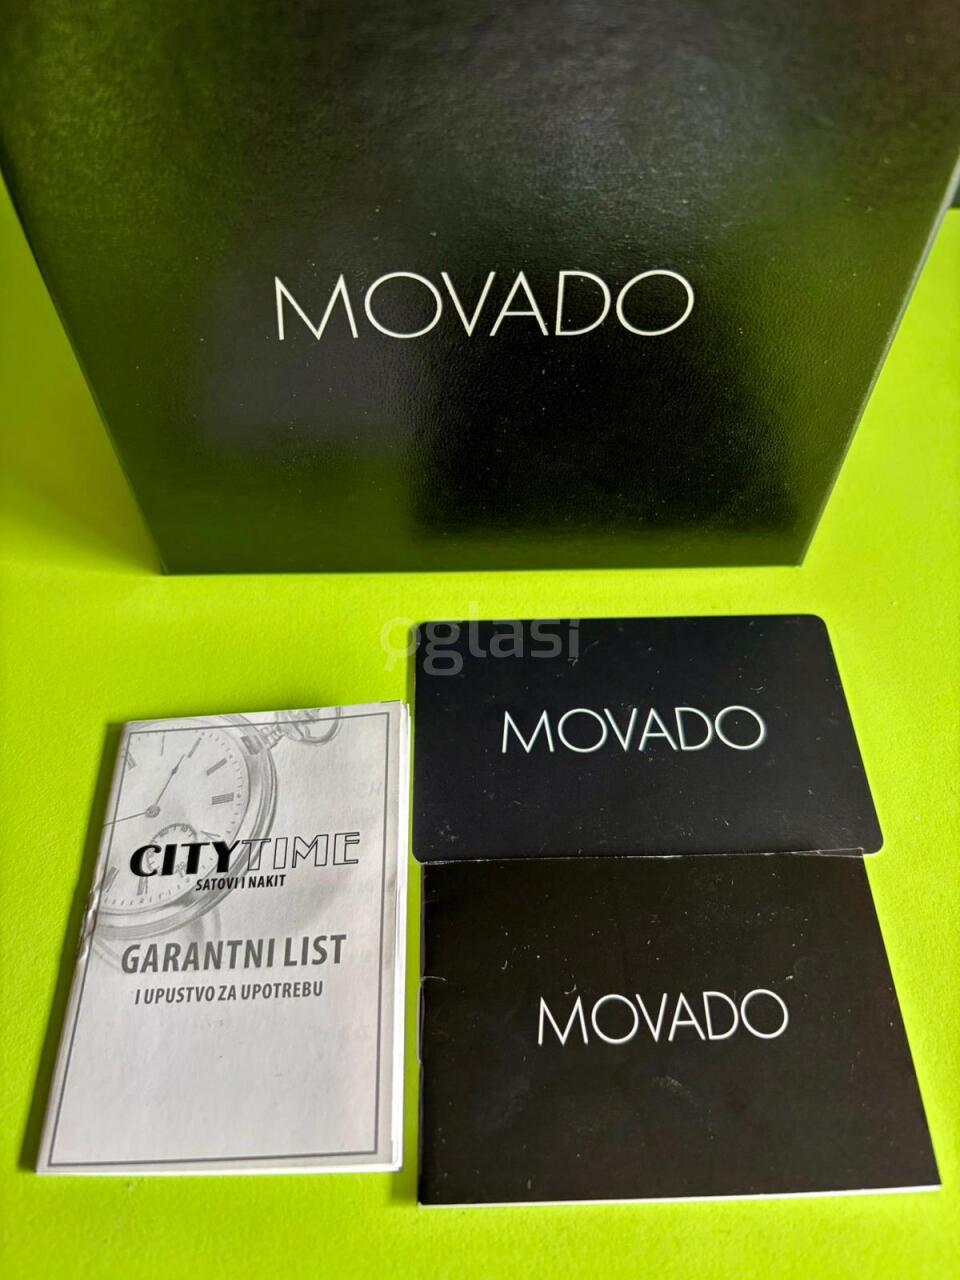 MOVADO
oglasi
MOVADO
CITYTIME
SATOVI I NAKIT
GARANTNI LIST
I UPUSTVO ZA UPOTREBU
MOVADO